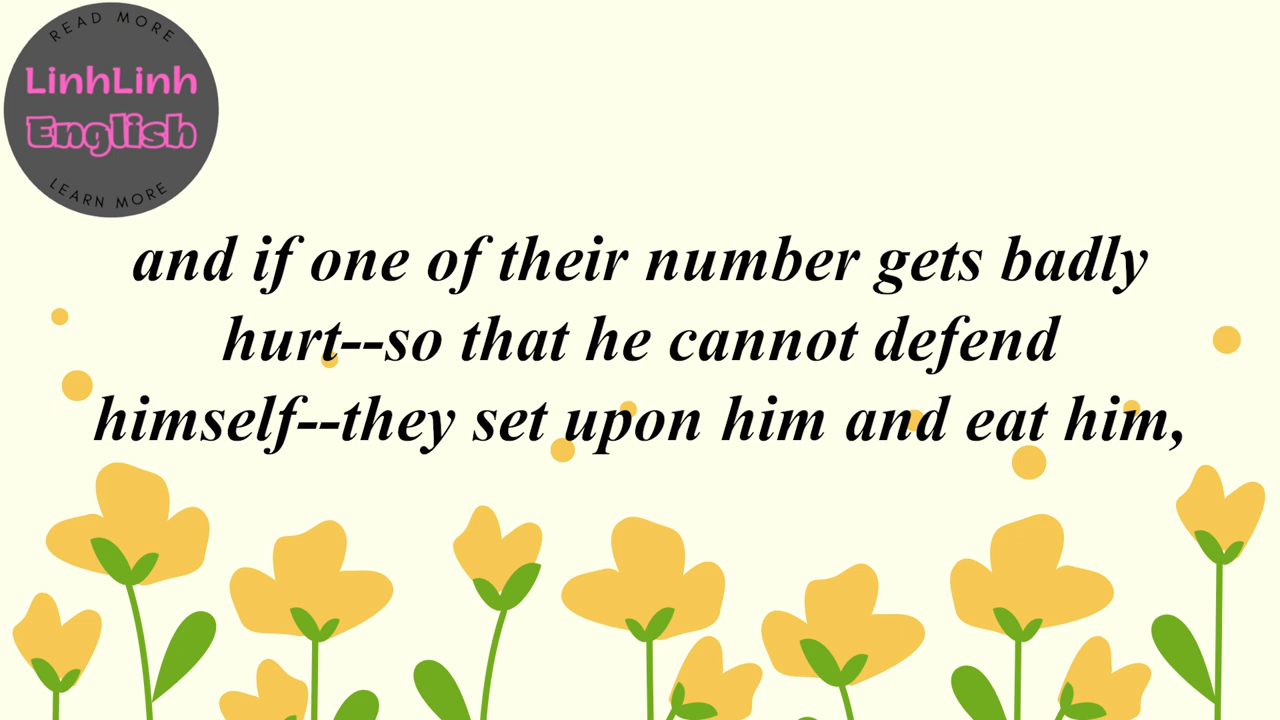 READ MORE
LinhLinh
English
LEARN MORE
and if one of their number gets badly
hurt--so that he cannot defend
himself--they set upon him and eat him,